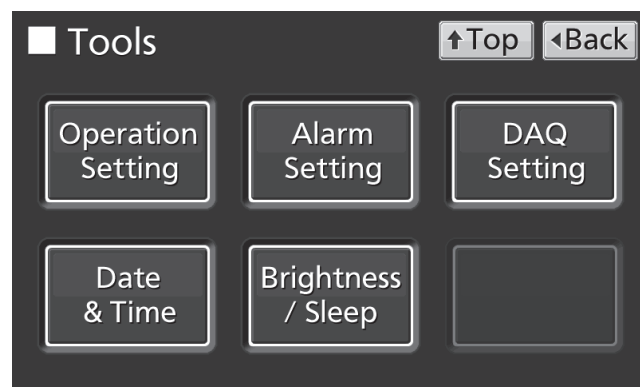 Tools
Top
Back
Operation
Setting
Alarm
Setting
DAQ
Setting
Date
& Time
Brightness
/ Sleep